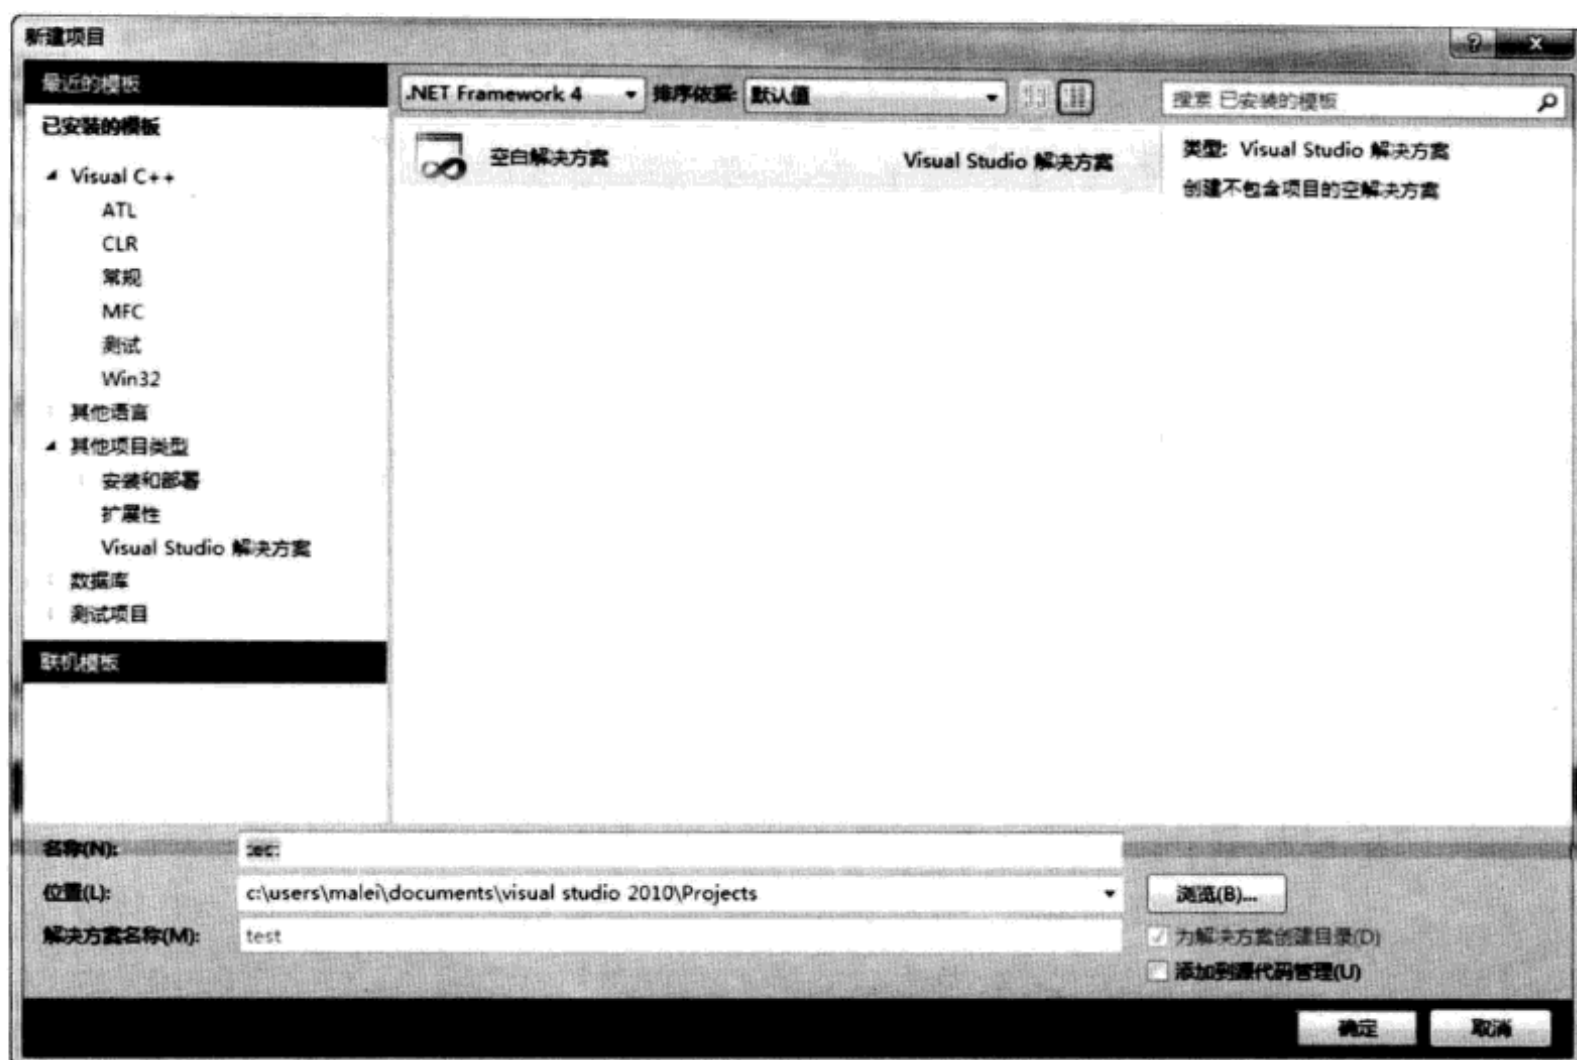 新建项目
最近的模板
已安装的模板
Visual C++
ATL
CLR
常规
MFC
测试
Win32
其他语言
其他项目类型
安装和部署
扩展性
Visual Studio 解决方案
数据库
测试项目
联机模板
.NET Framework 4
排序依据: 默认值
搜索 已安装的模板
空白解决方案
Visual Studio 解决方案
类型: Visual Studio 解决方案
创建不包含项目的空解决方案
名称(N): test
位置(L): c:\users\malei\documents\visual studio 2010\Projects
浏览(B)...
解决方案名称(M): test
为解决方案创建目录(D)
添加到源代码管理(U)
确定
取消